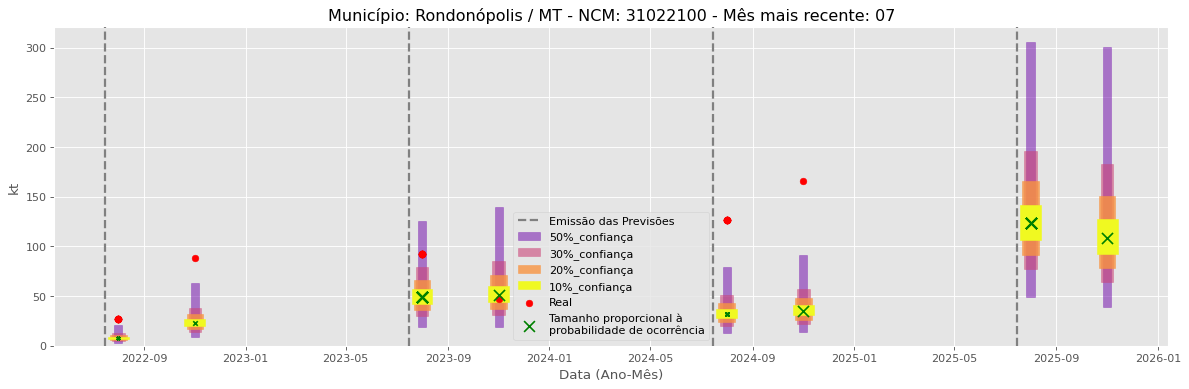 Município: Rondonópolis / MT - NCM: 31022100 - Mês mais recente: 07
300
250
200
150
100
50
0
kt
Emissão das Previsões
50%_confiança
30%_confiança
20%_confiança
10%_confiança
Real
Tamanho proporcional à
probabilidade de ocorrência
2022-09
2023-01
2023-05
2023-09
2024-01
2024-05
2024-09
2025-01
2025-05
2025-09
2026-01
Data (Ano-Mês)